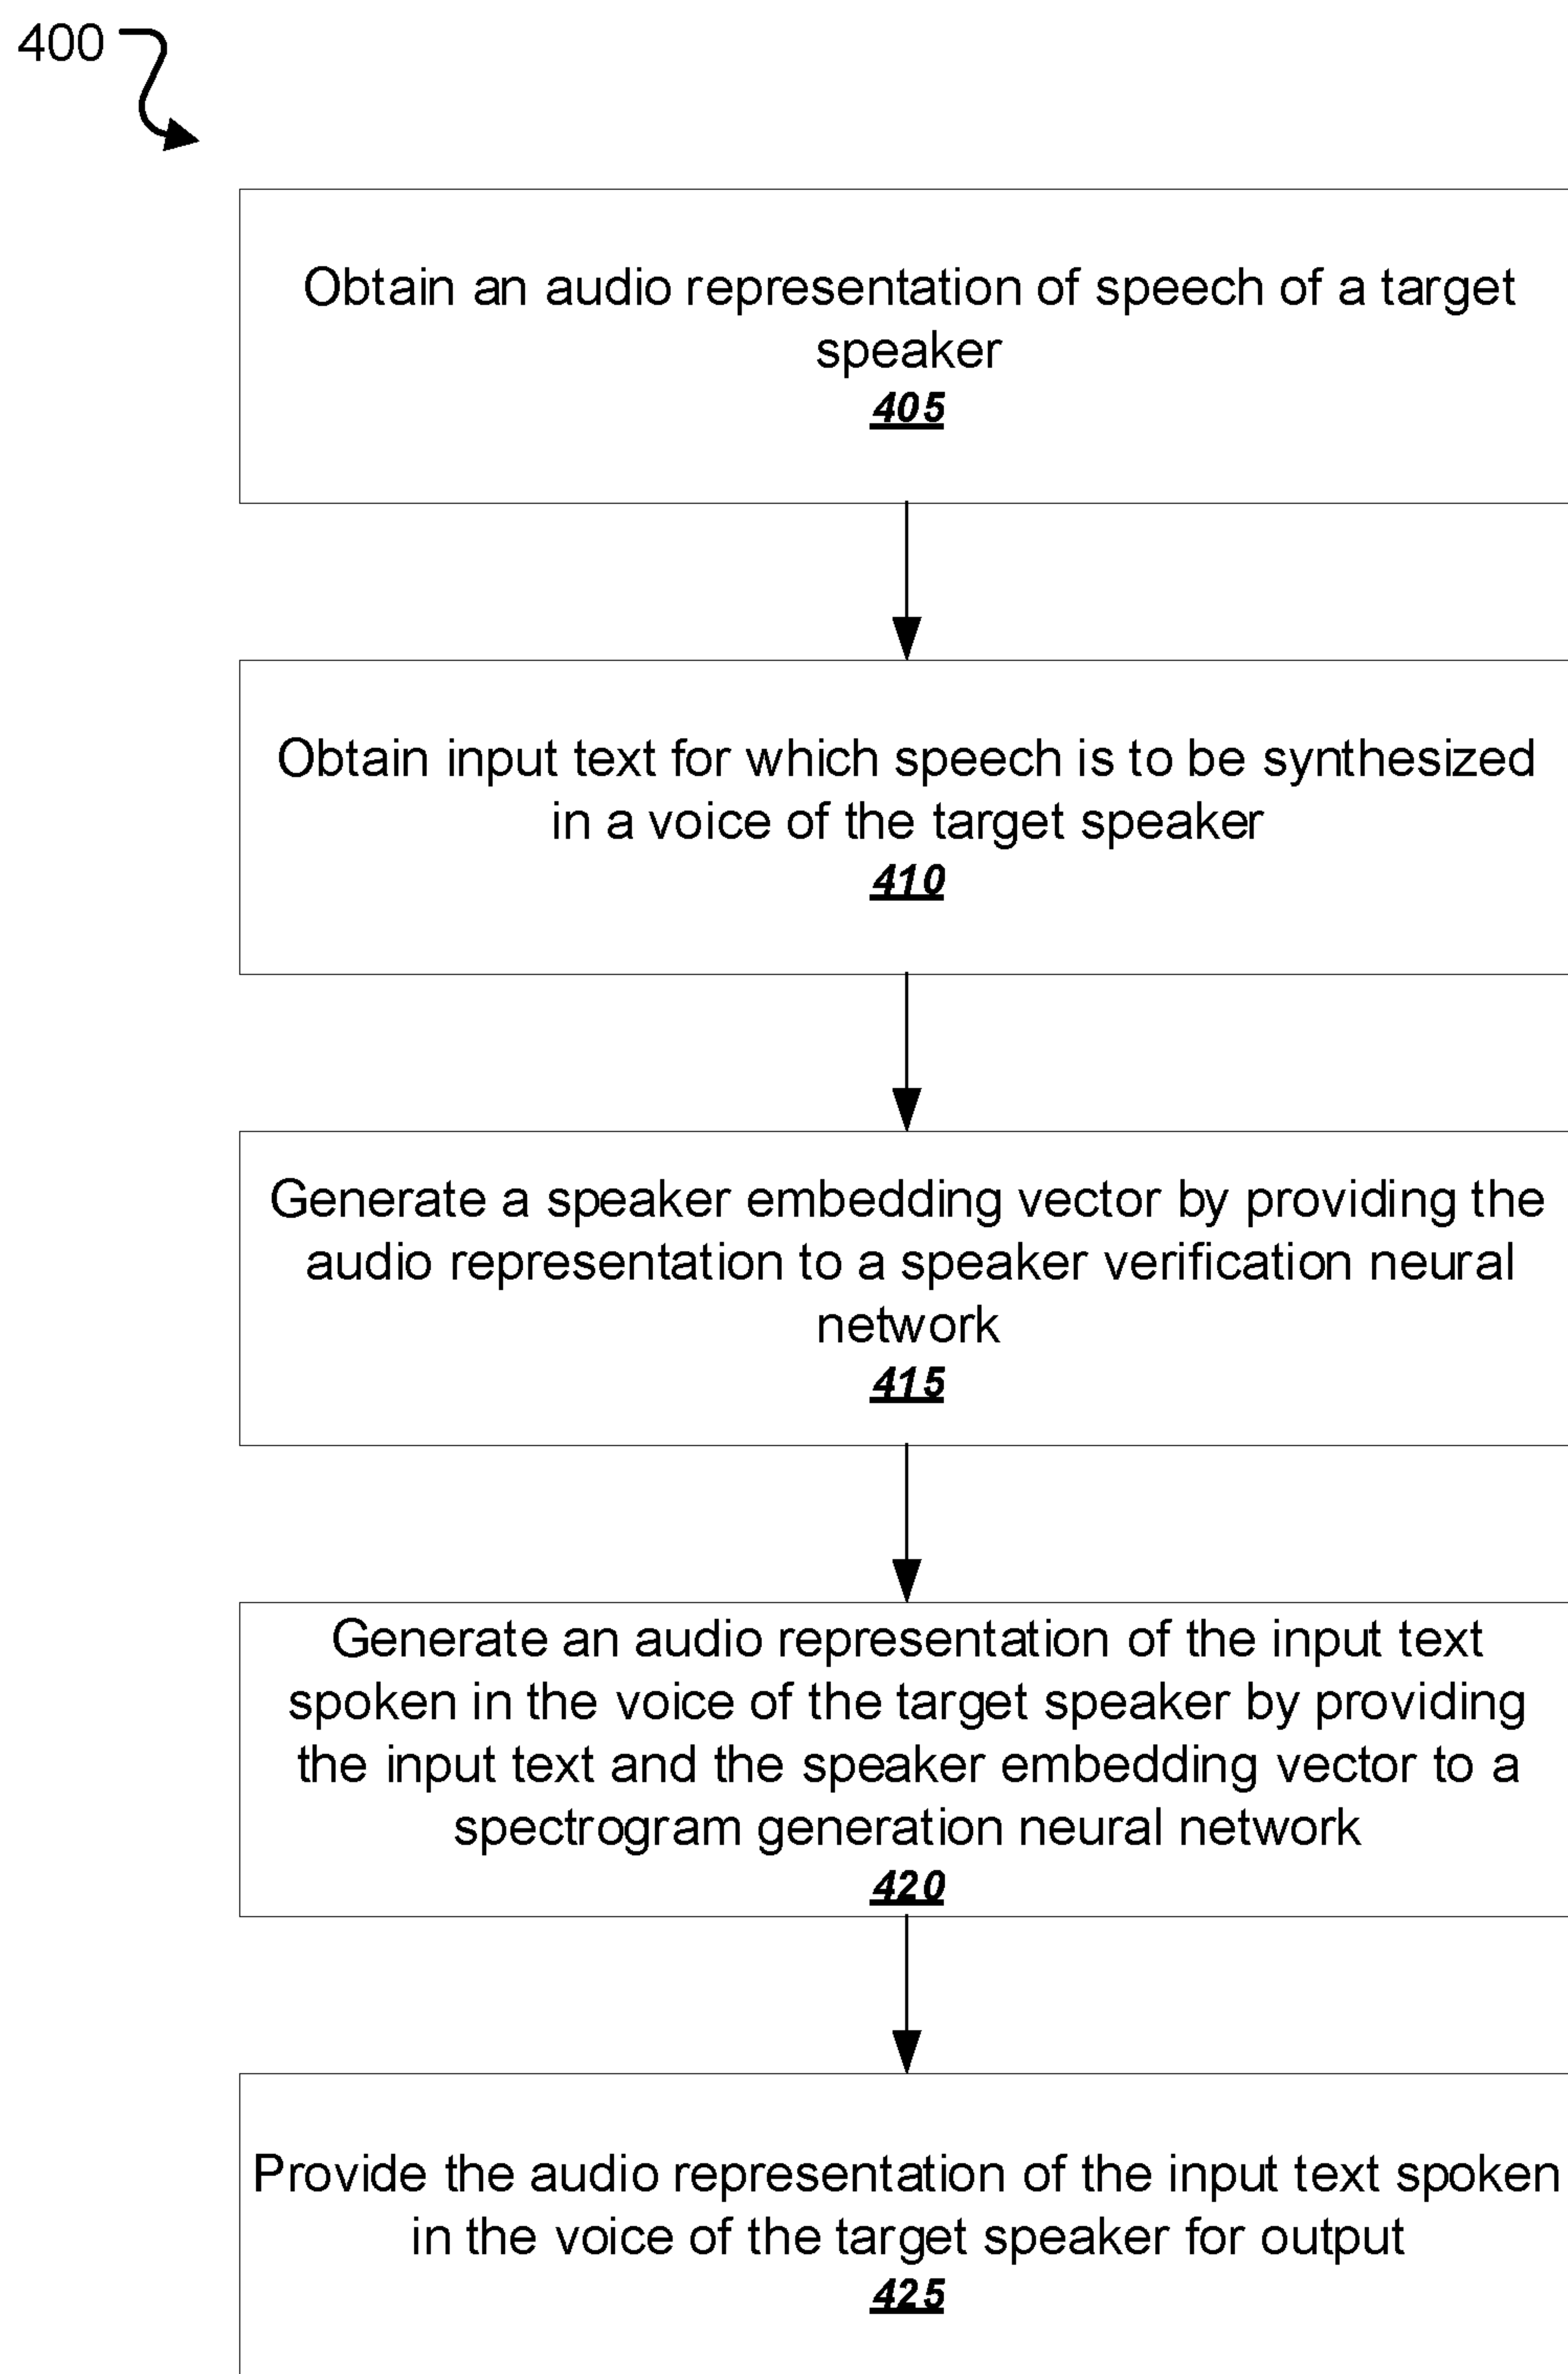 400
Obtain an audio representation of speech of a target
speaker
405
Obtain input text for which speech is to be synthesized
in a voice of the target speaker
410
Generate a speaker embedding vector by providing the
audio representation to a speaker verification neural
network
415
Generate an audio representation of the input text
spoken in the voice of the target speaker by providing
the input text and the speaker embedding vector to a
spectrogram generation neural network
420
Provide the audio representation of the input text spoken
in the voice of the target speaker for output
425